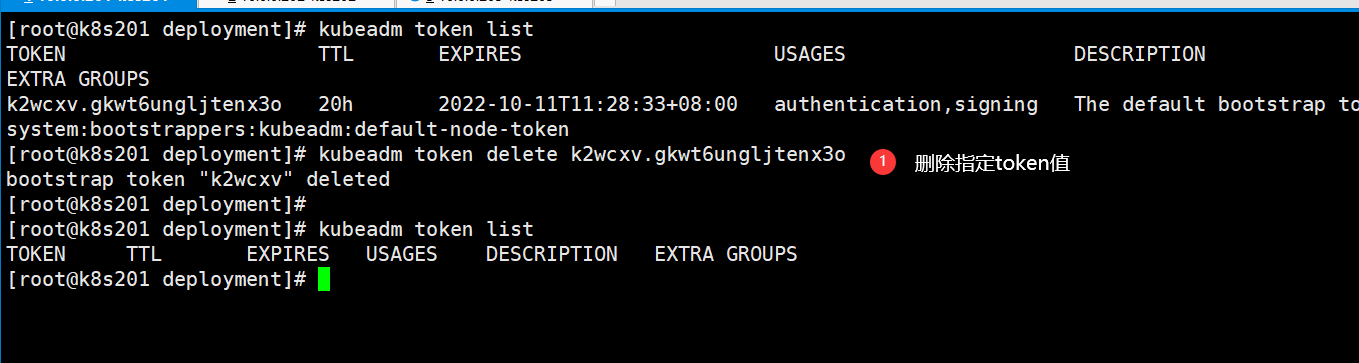 [root@k8s201 deployment]# kubeadm token list
TOKEN TTL EXPIRES USAGES DESCRIPTION
EXTRA GROUPS
k2wcxv.gkwt6ungljtenx3o 20h 2022-10-11T11:28:33+08:00 authentication,signing The default bootstrap to
system:bootstrappers:kubeadm:default-node-token
[root@k8s201 deployment]# kubeadm token delete k2wcxv.gkwt6ungljtenx3o 1 删除指定token值
bootstrap token "k2wcxv" deleted
[root@k8s201 deployment]#
[root@k8s201 deployment]# kubeadm token list
TOKEN TTL EXPIRES USAGES DESCRIPTION EXTRA GROUPS
[root@k8s201 deployment]#